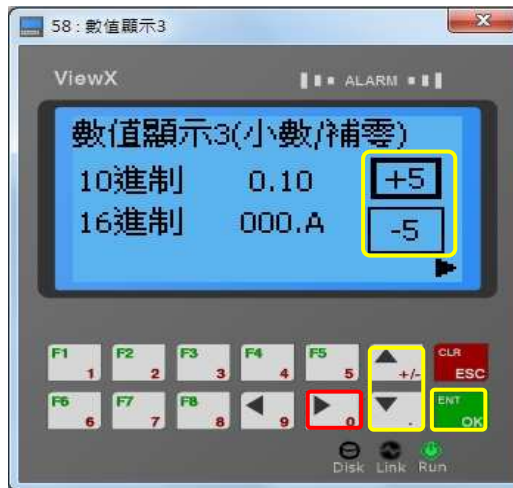 58 : 數值顯示3
ViewX ALARM
數值顯示3(小數/補零)
10進制 0.10 +5
16進制 000.A -5
F1 1 F2 2 F3 3 F4 4 F5 5 +/- CLR ESC
F6 6 F7 7 F8 8 9 0 . ENT OK
Disk Link Run